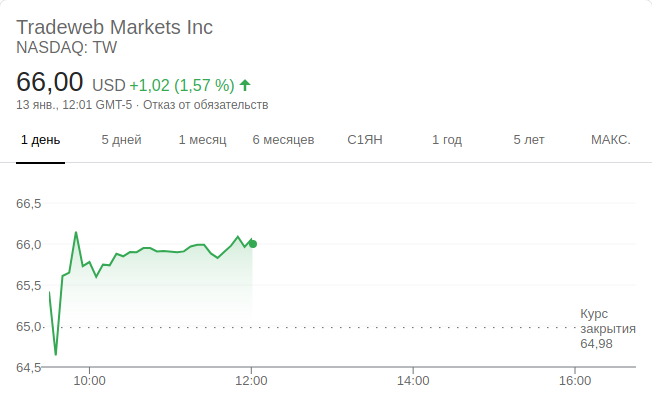 Tradeweb Markets Inc
NASDAQ: TW
66,00 USD +1,02 (1,57 %)
13 янв., 12:01 GMT-5 · Отказ от обязательств
1 день 5 дней 1 месяц 6 месяцев С1ЯН 1 год 5 лет МАКС.
66,5
66,0
65,5
65,0
64,5
Курс
закрытия
64,98
10:00 12:00 14:00 16:00